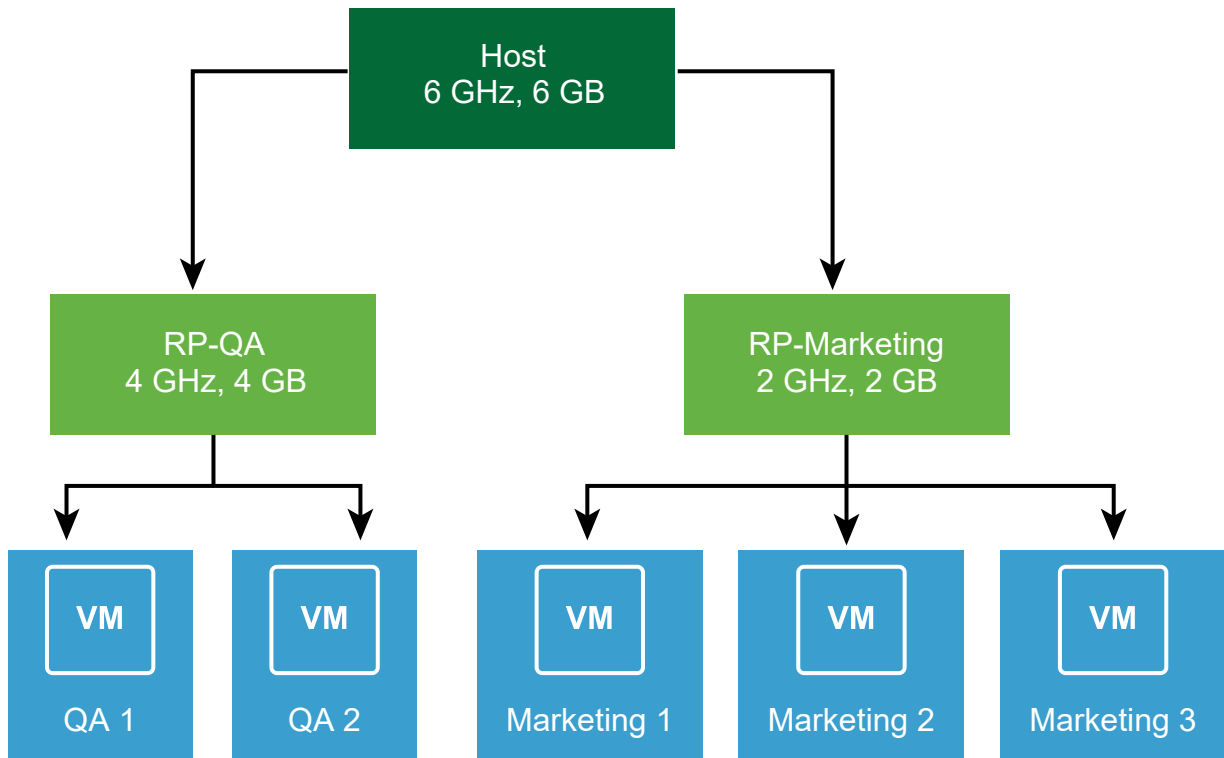 Host
6 GHz, 6 GB
RP-QA
4 GHz, 4 GB
RP-Marketing
2 GHz, 2 GB
VM
QA 1
VM
QA 2
VM
Marketing 1
VM
Marketing 2
VM
Marketing 3